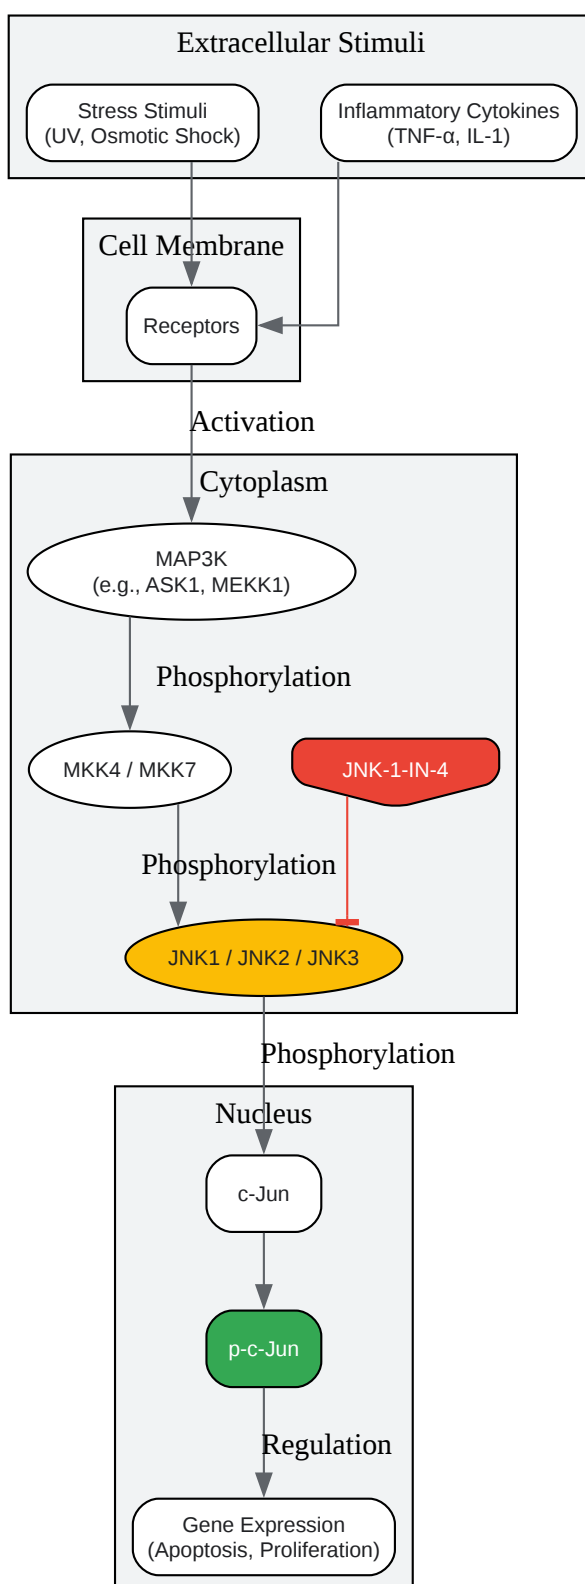 Extracellular Stimuli
Stress Stimuli
(UV, Osmotic Shock)
Inflammatory Cytokines
(TNF-α, IL-1)
Cell Membrane
Receptors
Activation
Cytoplasm
MAP3K
(e.g., ASK1, MEKK1)
Phosphorylation
MKK4 / MKK7
JNK-1-IN-4
Phosphorylation
JNK1 / JNK2 / JNK3
Phosphorylation
Nucleus
c-Jun
p-c-Jun
Regulation
Gene Expression
(Apoptosis, Proliferation)